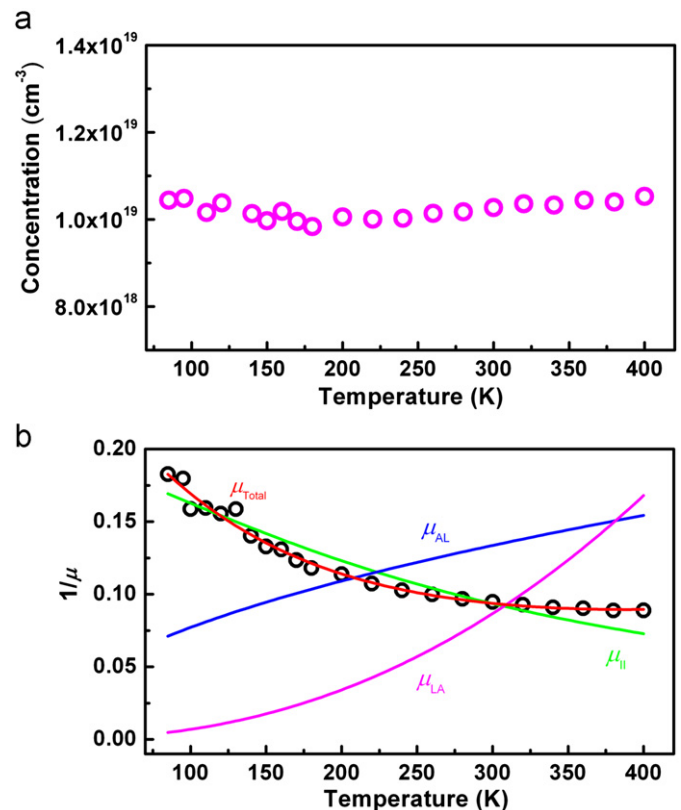 a
Concentration (cm⁻³)
1.4x10¹⁹
1.2x10¹⁹
1.0x10¹⁹
8.0x10¹⁸
100 150 200 250 300 350 400
Temperature (K)
b
1/μ
0.20
0.15
0.10
0.05
0.00
μTotal
μAL
μLA
μII
100 150 200 250 300 350 400
Temperature (K)